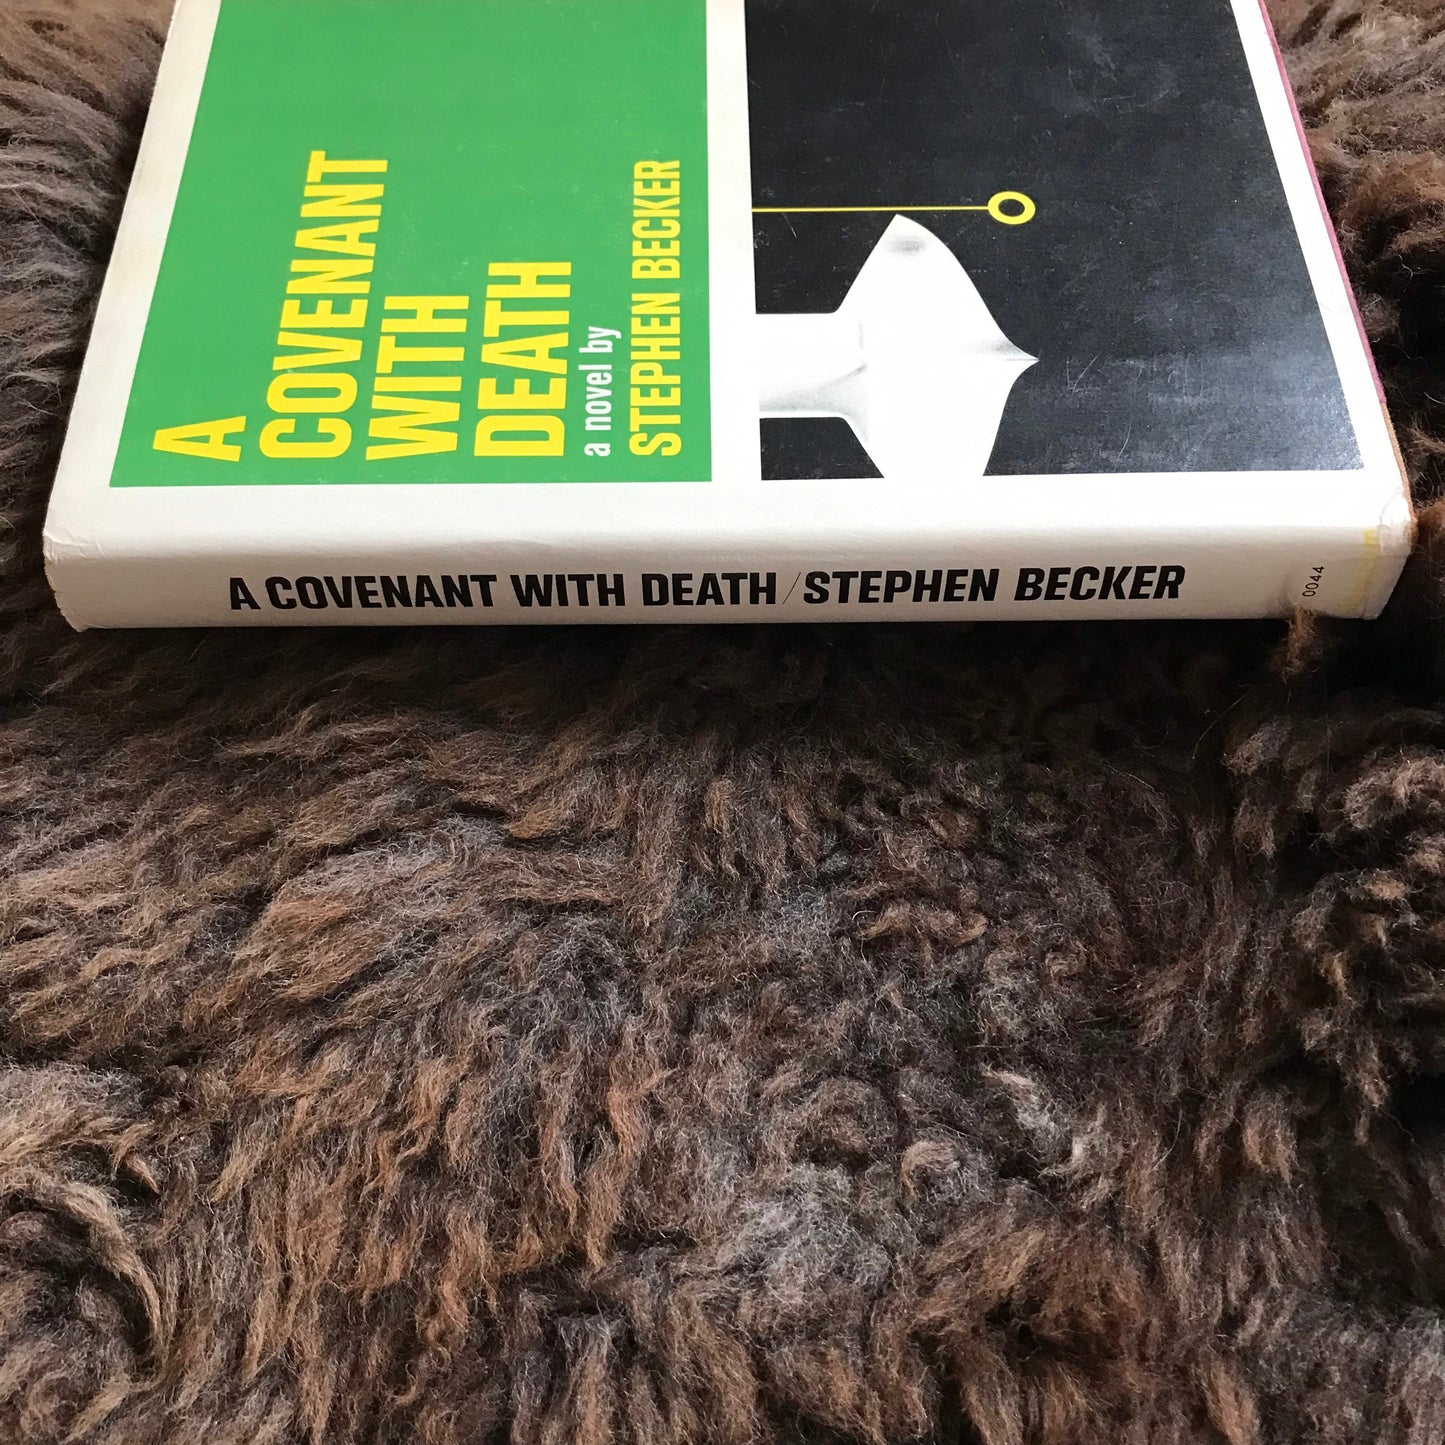 A
COVENANT
WITH
DEATH
a novel by
STEPHEN BECKER
A COVENANT WITH DEATH / STEPHEN BECKER
0044